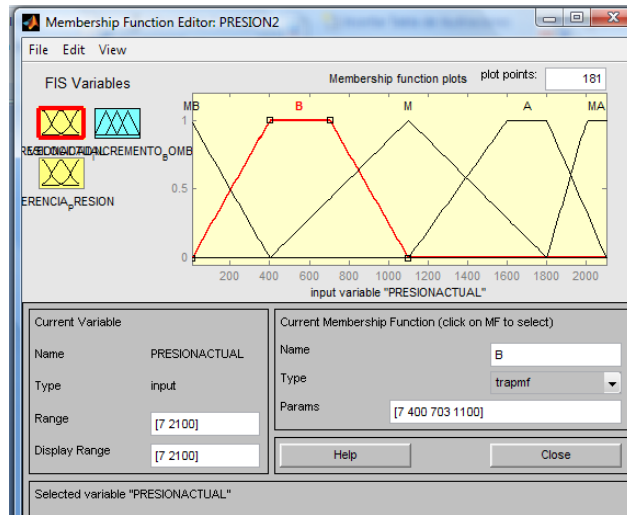 Membership Function Editor: PRESION2
File Edit View
FIS Variables
Membership function plots
plot points:
181
MB B M A MA
1
0.5
0
200 400 600 800 1000 1200 1400 1600 1800 2000
input variable "PRESIONACTUAL"
CREMENTO_BOMB
ERENCIA_PRESION
Current Variable
Name PRESIONACTUAL
Type input
Range [7 2100]
Display Range [7 2100]
Current Membership Function (click on MF to select)
Name B
Type trapmf
Params [7 400 703 1100]
Help Close
Selected variable "PRESIONACTUAL"